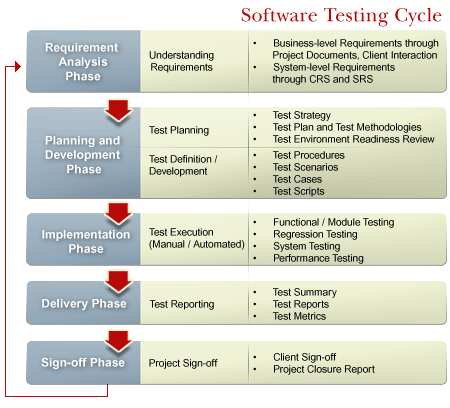 Software Testing Cycle
Requirement
Analysis
Phase
Understanding
Requirements
• Business-level Requirements through
Project Documents, Client Interaction
• System-level Requirements
through CRS and SRS
Planning and
Development
Phase
Test Planning
• Test Strategy
• Test Plan and Test Methodologies
• Test Environment Readiness Review
Test Definition /
Development
• Test Procedures
• Test Scenarios
• Test Cases
• Test Scripts
Implementation
Phase
Test Execution
(Manual / Automated)
• Functional / Module Testing
• Regression Testing
• System Testing
• Performance Testing
Delivery Phase
Test Reporting
• Test Summary
• Test Reports
• Test Metrics
Sign-off Phase
Project Sign-off
• Client Sign-off
• Project Closure Report